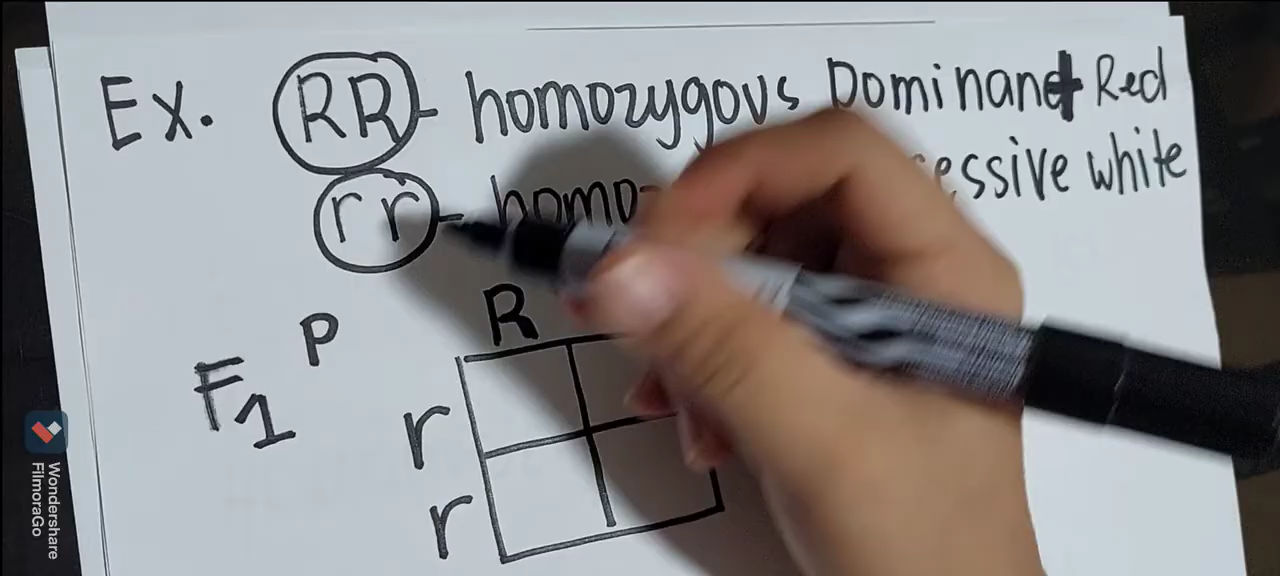 Ex. RR - homozygous Dominant Red
rr - homo essive white
P R
F1 r
r
Wondershare
FilmoraGo